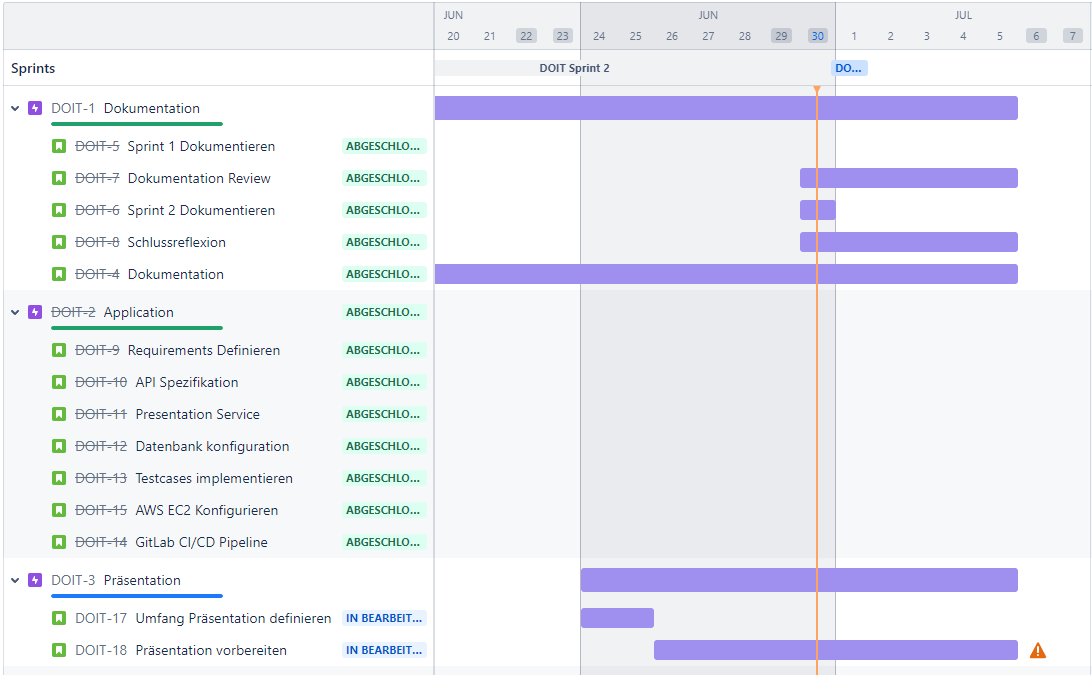 JUN JUN JUL
20 21 22 23 24 25 26 27 28 29 30 1 2 3 4 5 6 7
Sprints DOIT Sprint 2 DO...
DOIT-1 Dokumentation
DOIT-5 Sprint 1 Dokumentieren ABGESCHLO...
DOIT-7 Dokumentation Review ABGESCHLO...
DOIT-6 Sprint 2 Dokumentieren ABGESCHLO...
DOIT-8 Schlussreflexion ABGESCHLO...
DOIT-4 Dokumentation ABGESCHLO...
DOIT-2 Application ABGESCHLO...
DOIT-9 Requirements Definieren ABGESCHLO...
DOIT-10 API Spezifikation ABGESCHLO...
DOIT-11 Presentation Service ABGESCHLO...
DOIT-12 Datenbank konfiguration ABGESCHLO...
DOIT-13 Testcases implementieren ABGESCHLO...
DOIT-15 AWS EC2 Konfigurieren ABGESCHLO...
DOIT-14 GitLab CI/CD Pipeline ABGESCHLO...
DOIT-3 Präsentation
DOIT-17 Umfang Präsentation definieren IN BEARBEIT...
DOIT-18 Präsentation vorbereiten IN BEARBEIT...